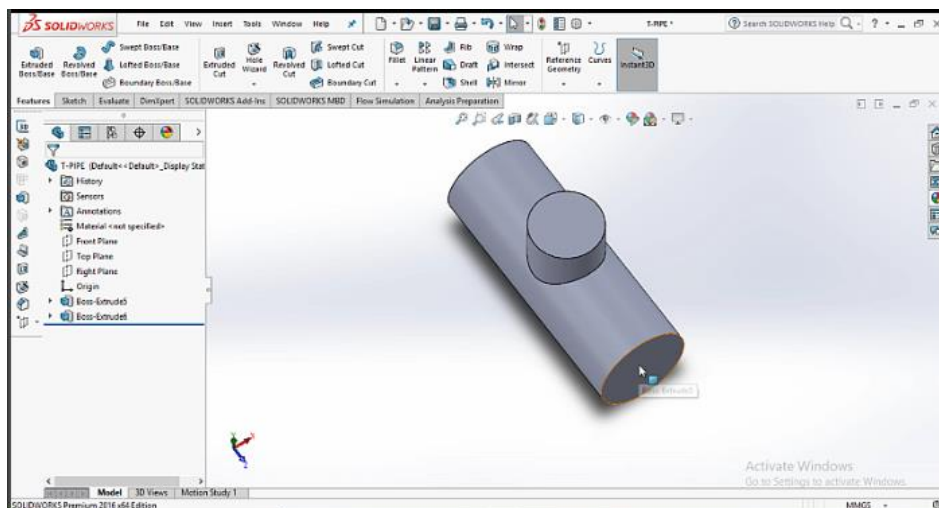 SOLIDWORKS File Edit View Insert Tools Window Help T-PIPE * Search SOLIDWORKS Help
Extruded Boss/Base
Revolved Boss/Base
Swept Boss/Base
Lofted Boss/Base
Boundary Boss/Base
Extruded Cut
Hole Wizard
Revolved Cut
Swept Cut
Lofted Cut
Boundary Cut
Fillet
Linear Pattern
Rib
Draft
Shell
Wrap
Intersect
Mirror
Reference Geometry
Curves
Instant3D
Features Sketch Evaluate DimXpert SOLIDWORKS Add-Ins SOLIDWORKS MBD Flow Simulation Analysis Preparation
T-PIPE (Default<<Default>_Display Stat
History
Sensors
Annotations
Material <not specified>
Front Plane
Top Plane
Right Plane
Origin
Boss-Extrude5
Boss-Extrude6
Activate Windows
Go to Settings to activate Windows.
Model 3D Views Motion Study 1
SOLIDWORKS Premium 2016 x64 Edition MMGS